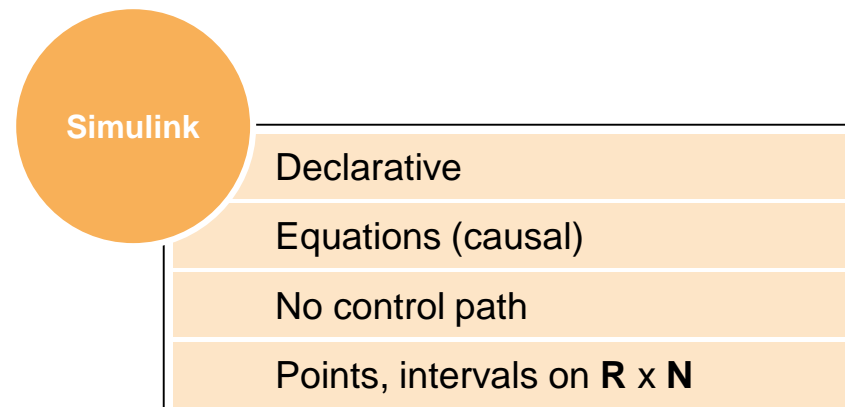 Simulink
Declarative
Equations (causal)
No control path
Points, intervals on R x N